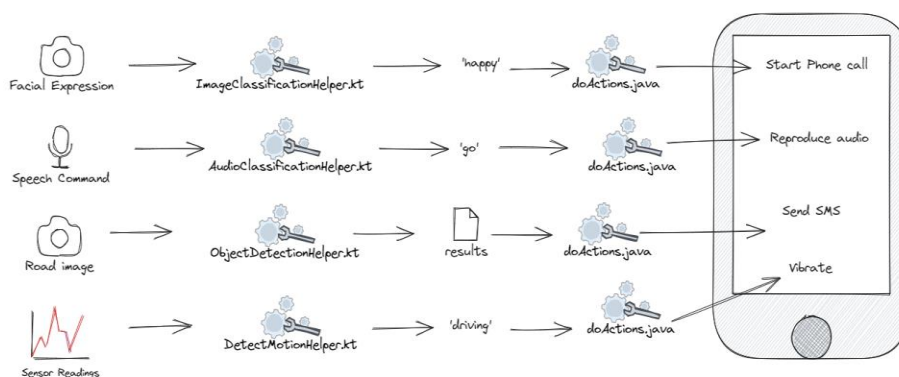 Facial Expression
ImageClassificationHelper.kt
'happy'
doActions.java
Start Phone call
Speech Command
AudioClassificationHelper.kt
'go'
doActions.java
Reproduce audio
Road image
ObjectDetectionHelper.kt
results
doActions.java
Send SMS
Sensor Readings
DetectMotionHelper.kt
'driving'
doActions.java
Vibrate